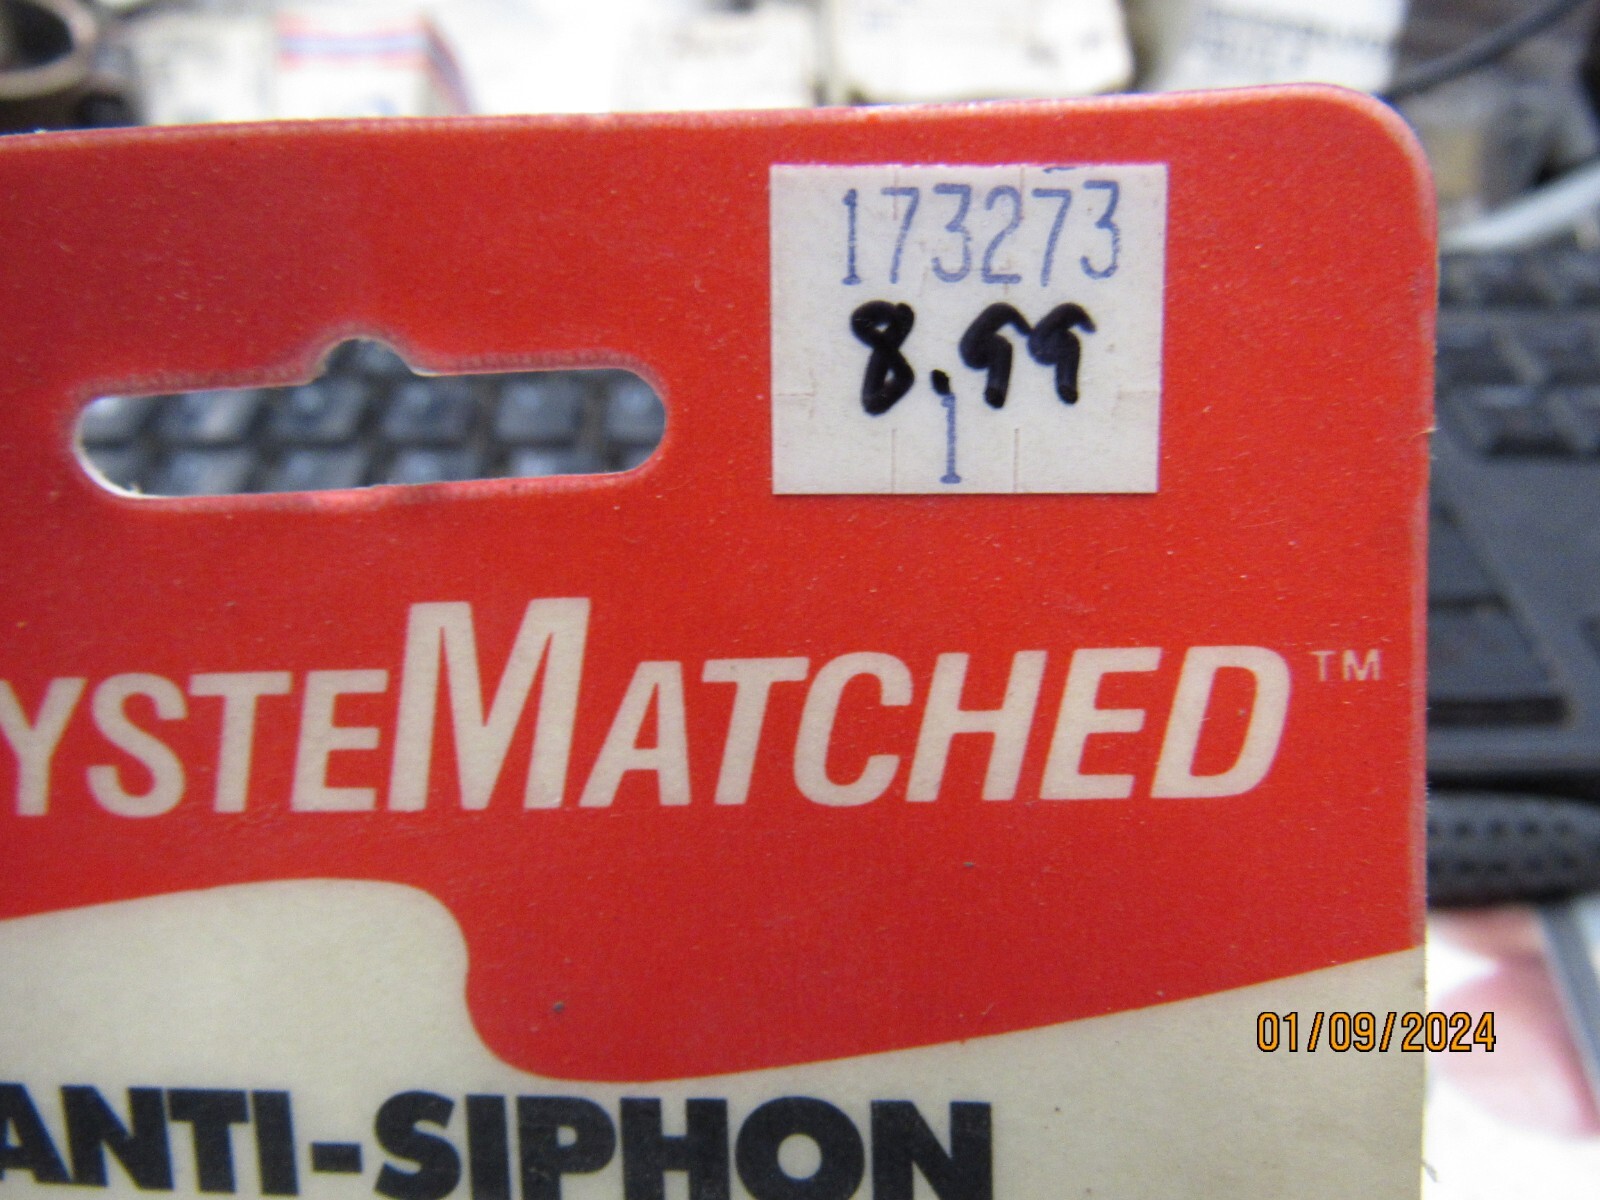 173273
8.99
1
YSTEMATCHED™
ANTI-SIPHON
01/09/2024